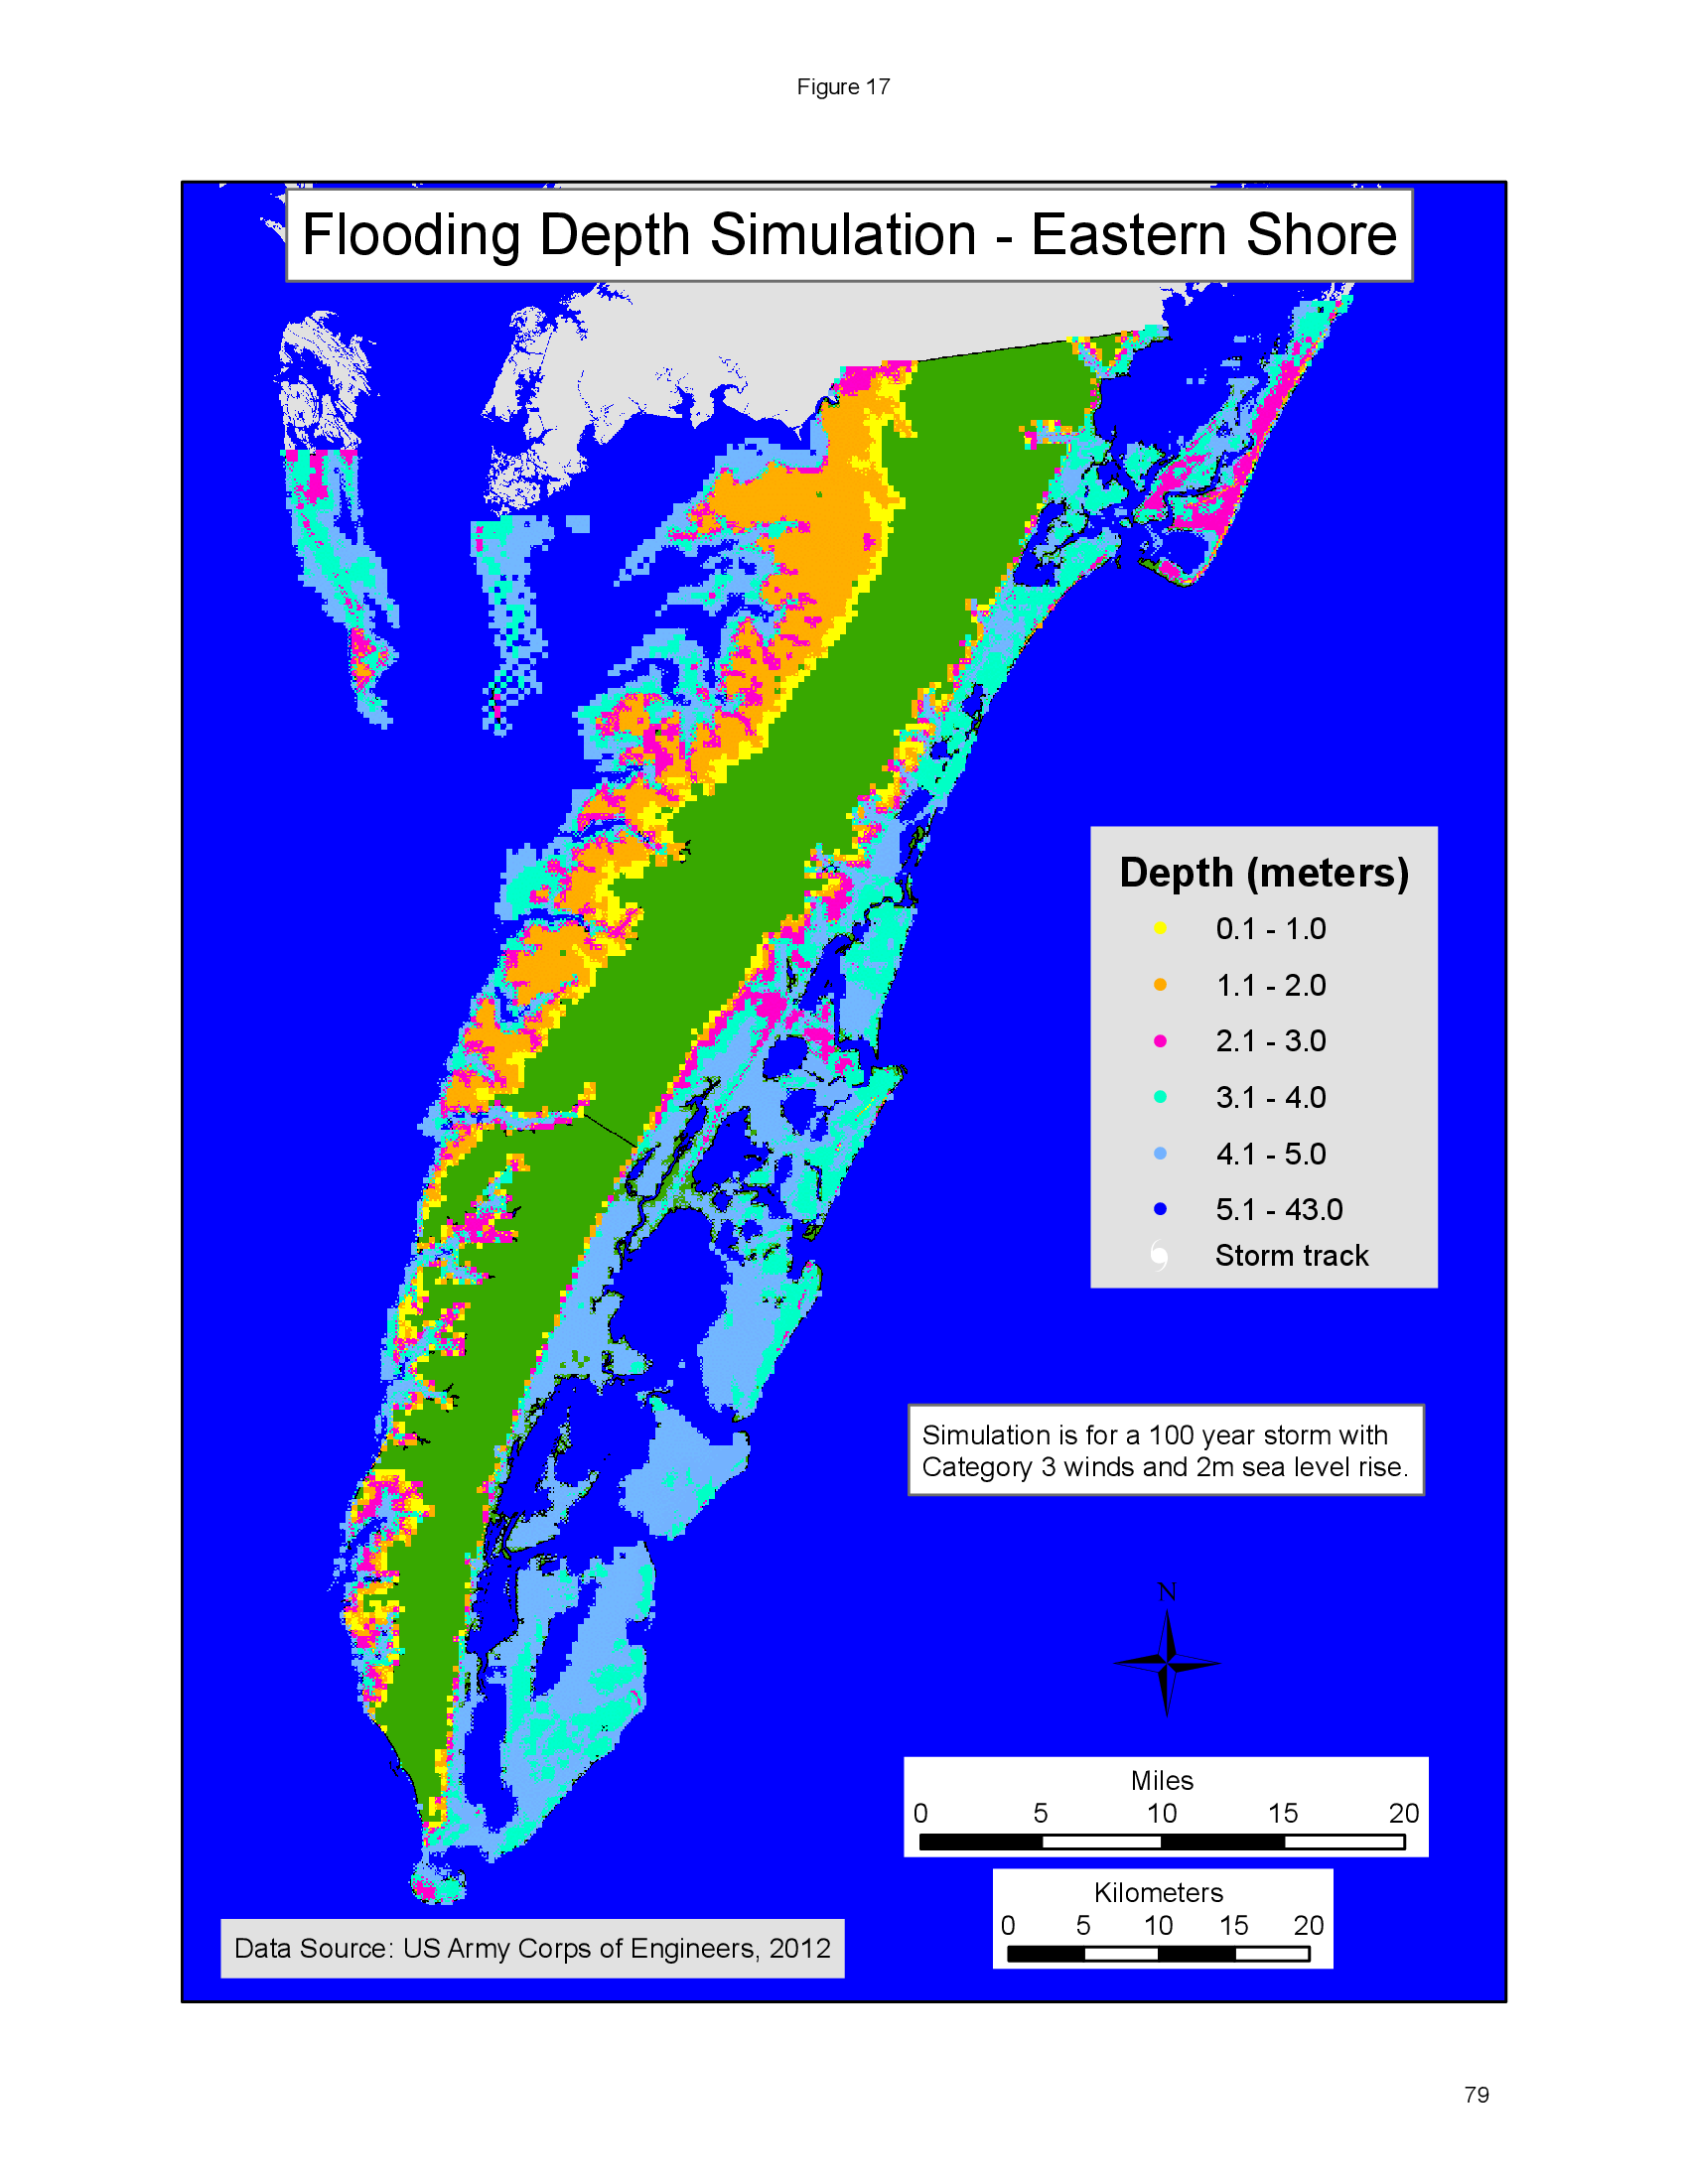 Figure 17
Flooding Depth Simulation - Eastern Shore
Depth (meters)
0.1 - 1.0
1.1 - 2.0
2.1 - 3.0
3.1 - 4.0
4.1 - 5.0
5.1 - 43.0
Storm track
Simulation is for a 100 year storm with
Category 3 winds and 2m sea level rise.
N
Miles
0 5 10 15 20
Kilometers
0 5 10 15 20
Data Source: US Army Corps of Engineers, 2012
79